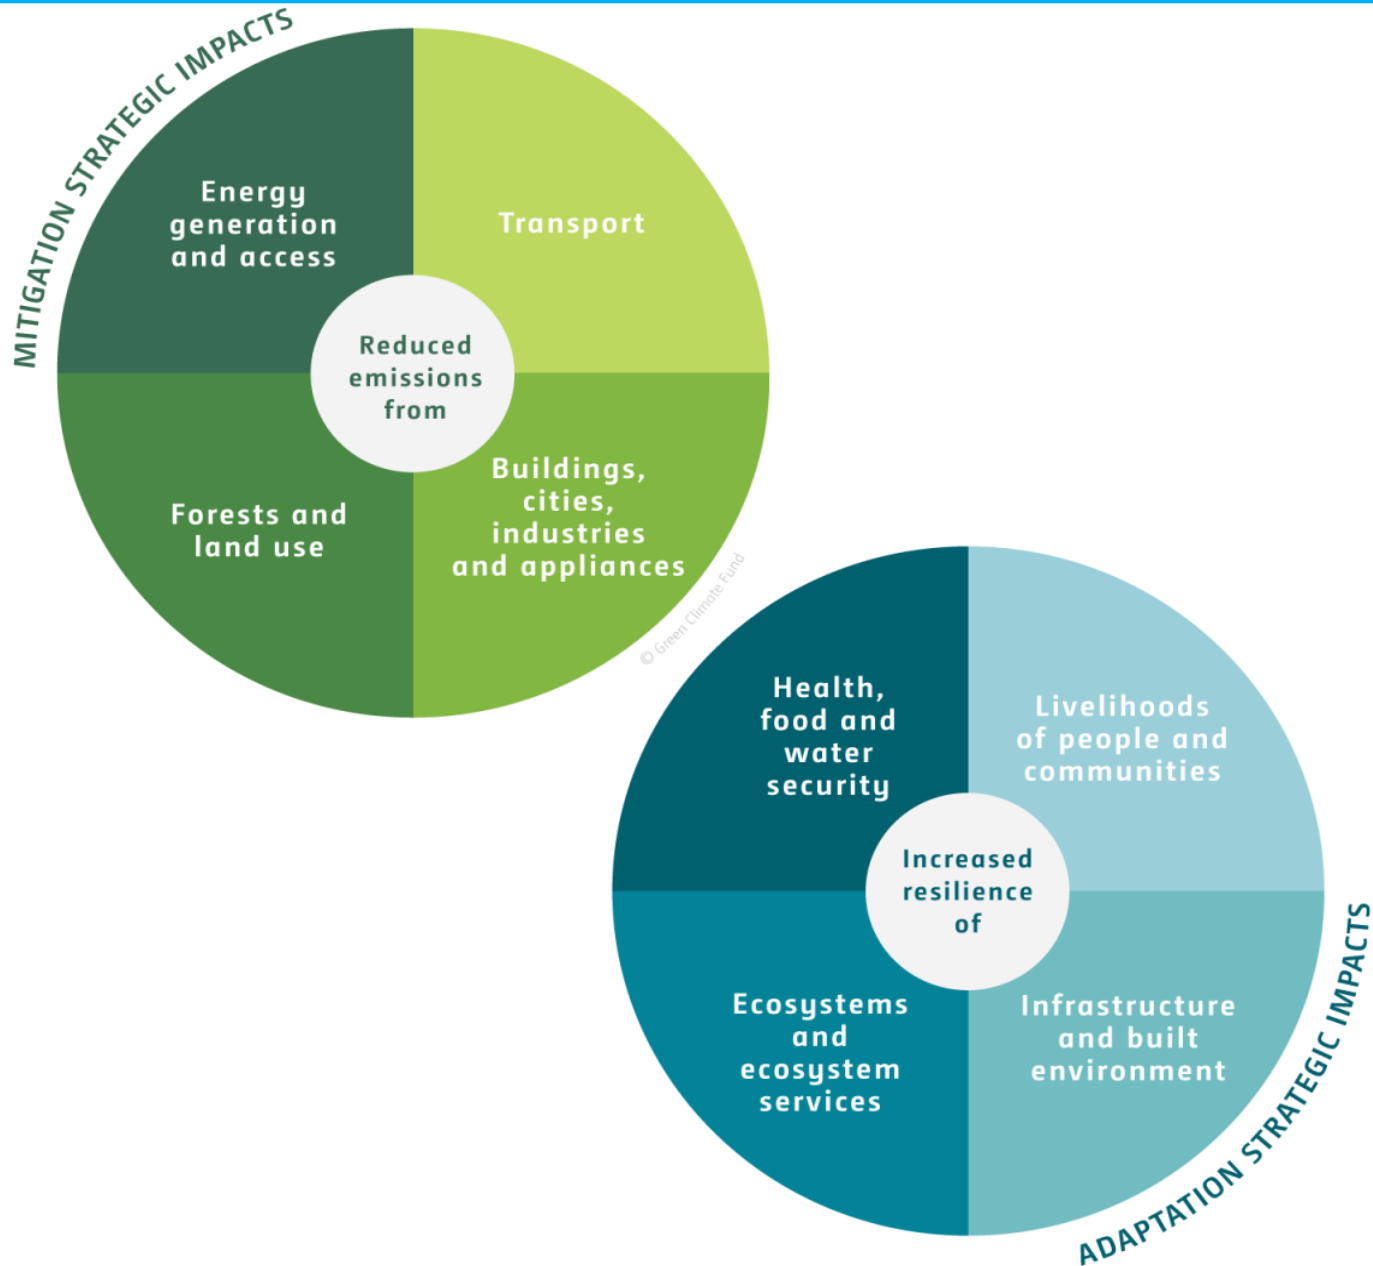 MITIGATION STRATEGIC IMPACTS
Energy
generation
and access
Transport
Reduced
emissions
from
Forests and
land use
Buildings,
cities,
industries
and appliances
© Green Climate Fund
Health,
food and
water
security
Livelihoods
of people and
communities
Increased
resilience
of
Ecosystems
and
ecosystem
services
Infrastructure
and built
environment
ADAPTATION STRATEGIC IMPACTS